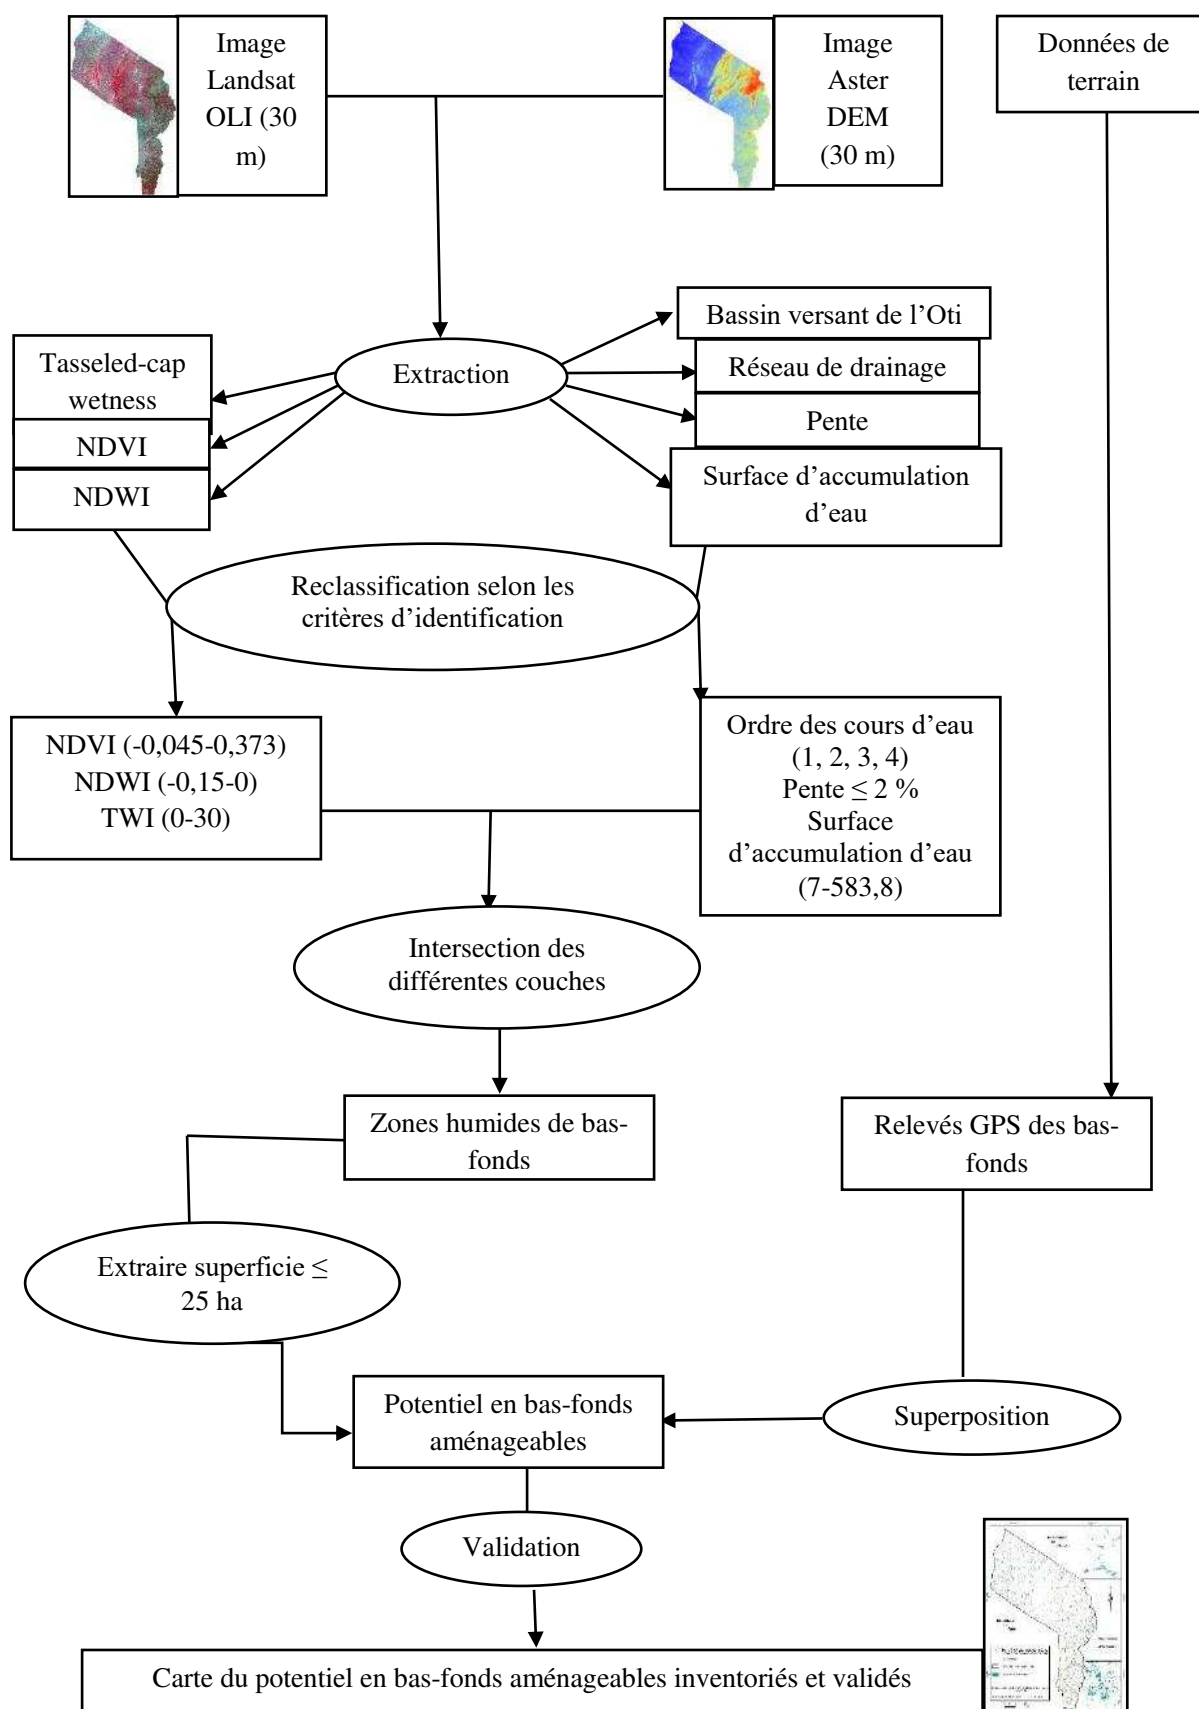 Image
Landsat
OLI (30
m)
Image
Aster
DEM
(30 m)
Données de
terrain
Bassin versant de l’Oti
Tasseled-cap
wetness
Extraction
Réseau de drainage
Pente
NDVI
NDWI
Surface d’accumulation
d’eau
Reclassification selon les
critères d’identification
NDVI (-0,045-0,373)
NDWI (-0,15-0)
TWI (0-30)
Ordre des cours d’eau
(1, 2, 3, 4)
Pente ≤ 2 %
Surface
d’accumulation d’eau
(7-583,8)
Intersection des
différentes couches
Zones humides de bas-
fonds
Relevés GPS des bas-
fonds
Extraire superficie ≤
25 ha
Potentiel en bas-fonds
aménageables
Superposition
Validation
Carte du potentiel en bas-fonds aménageables inventoriés et validés